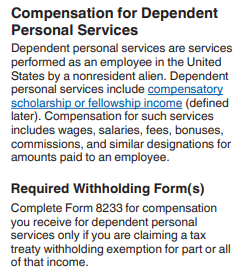 Compensation for Dependent
Personal Services
Dependent personal services are services
performed as an employee in the United
States by a nonresident alien. Dependent
personal services include compensatory
scholarship or fellowship income (defined
later). Compensation for such services
includes wages, salaries, fees, bonuses,
commissions, and similar designations for
amounts paid to an employee.
Required Withholding Form(s)
Complete Form 8233 for compensation
you receive for dependent personal
services only if you are claiming a tax
treaty withholding exemption for part or all
of that income.